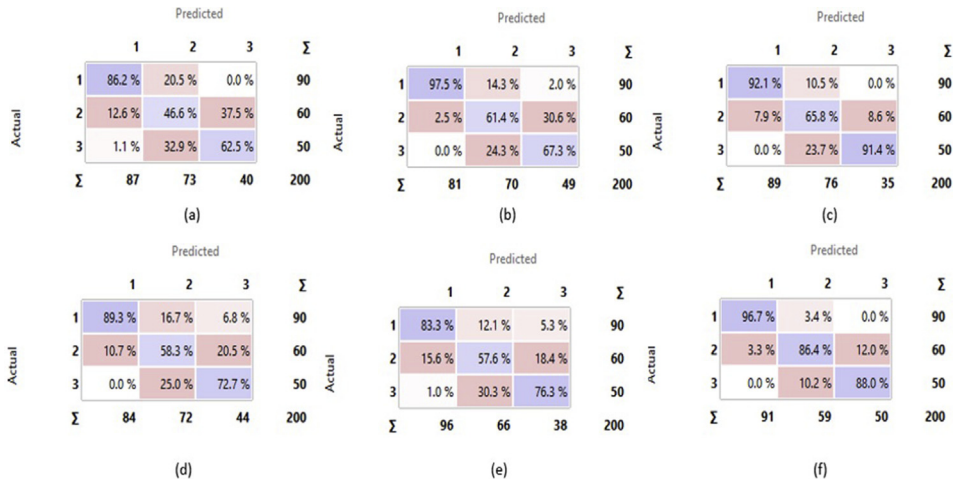 Predicted
1 2 3 Σ
1 86.2 % 20.5 % 0.0 % 90
2 12.6 % 46.6 % 37.5 % 60
3 1.1 % 32.9 % 62.5 % 50
Σ 87 73 40 200
Actual
(a)
Predicted
1 2 3 Σ
1 97.5 % 14.3 % 2.0 % 90
2 2.5 % 61.4 % 30.6 % 60
3 0.0 % 24.3 % 67.3 % 50
Σ 81 70 49 200
Actual
(b)
Predicted
1 2 3 Σ
1 92.1 % 10.5 % 0.0 % 90
2 7.9 % 65.8 % 8.6 % 60
3 0.0 % 23.7 % 91.4 % 50
Σ 89 76 35 200
Actual
(c)
Predicted
1 2 3 Σ
1 89.3 % 16.7 % 6.8 % 90
2 10.7 % 58.3 % 20.5 % 60
3 0.0 % 25.0 % 72.7 % 50
Σ 84 72 44 200
Actual
(d)
Predicted
1 2 3 Σ
1 83.3 % 12.1 % 5.3 % 90
2 15.6 % 57.6 % 18.4 % 60
3 1.0 % 30.3 % 76.3 % 50
Σ 96 66 38 200
Actual
(e)
Predicted
1 2 3 Σ
1 96.7 % 3.4 % 0.0 % 90
2 3.3 % 86.4 % 12.0 % 60
3 0.0 % 10.2 % 88.0 % 50
Σ 91 59 50 200
Actual
(f)